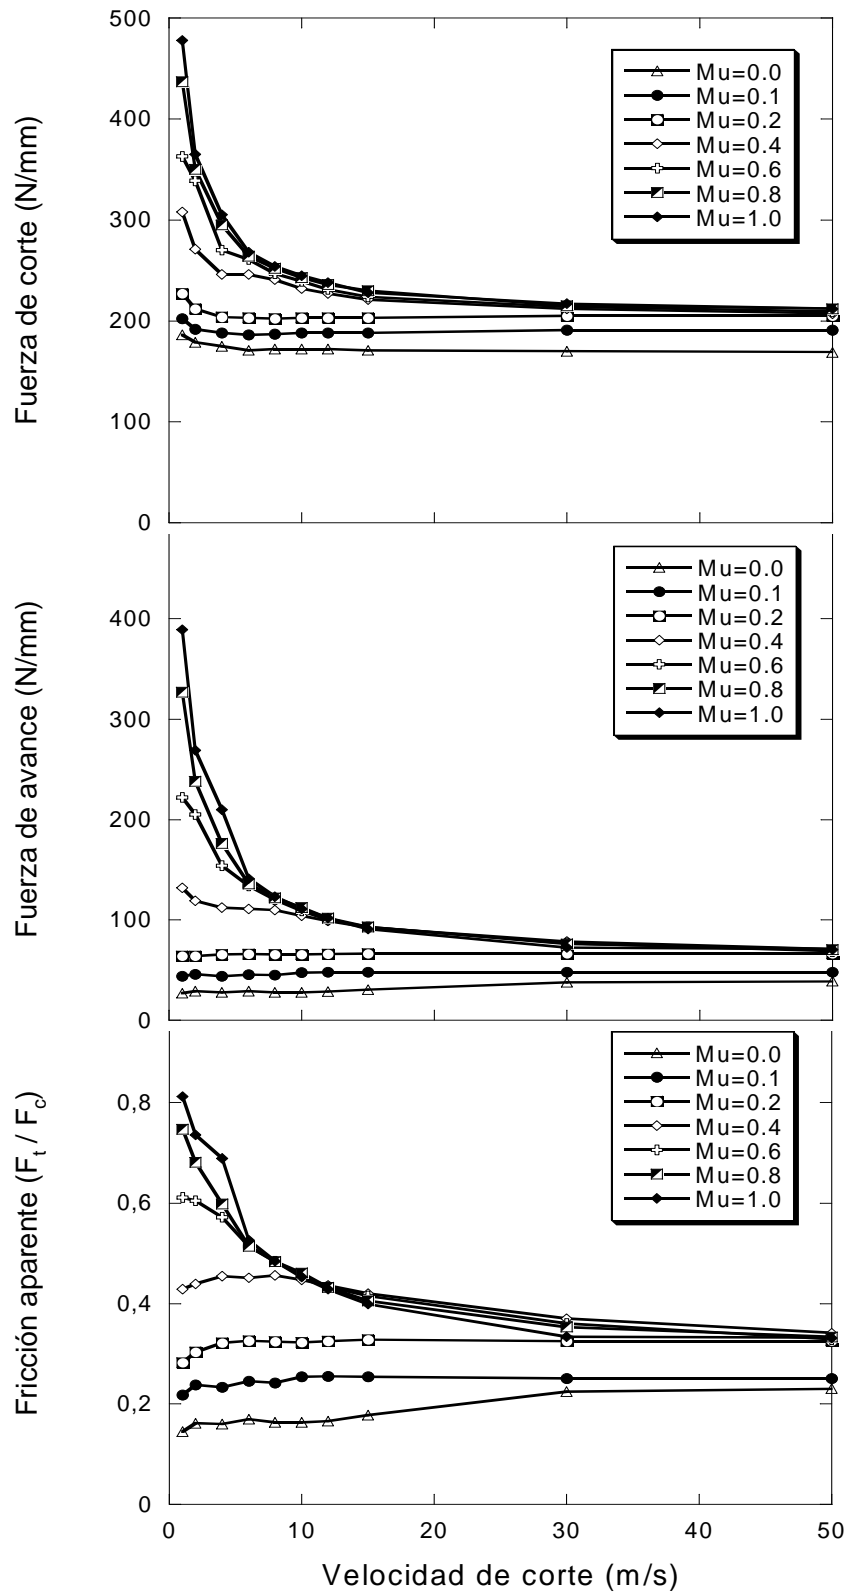 500
400
300
200
100
0
Fuerza de corte (N/mm)
Mu=0.0
Mu=0.1
Mu=0.2
Mu=0.4
Mu=0.6
Mu=0.8
Mu=1.0
400
300
200
100
0
Fuerza de avance (N/mm)
Mu=0.0
Mu=0.1
Mu=0.2
Mu=0.4
Mu=0.6
Mu=0.8
Mu=1.0
0,8
0,6
0,4
0,2
0
Fricción aparente (Ft / Fc)
Mu=0.0
Mu=0.1
Mu=0.2
Mu=0.4
Mu=0.6
Mu=0.8
Mu=1.0
0 10 20 30 40 50
Velocidad de corte (m/s)